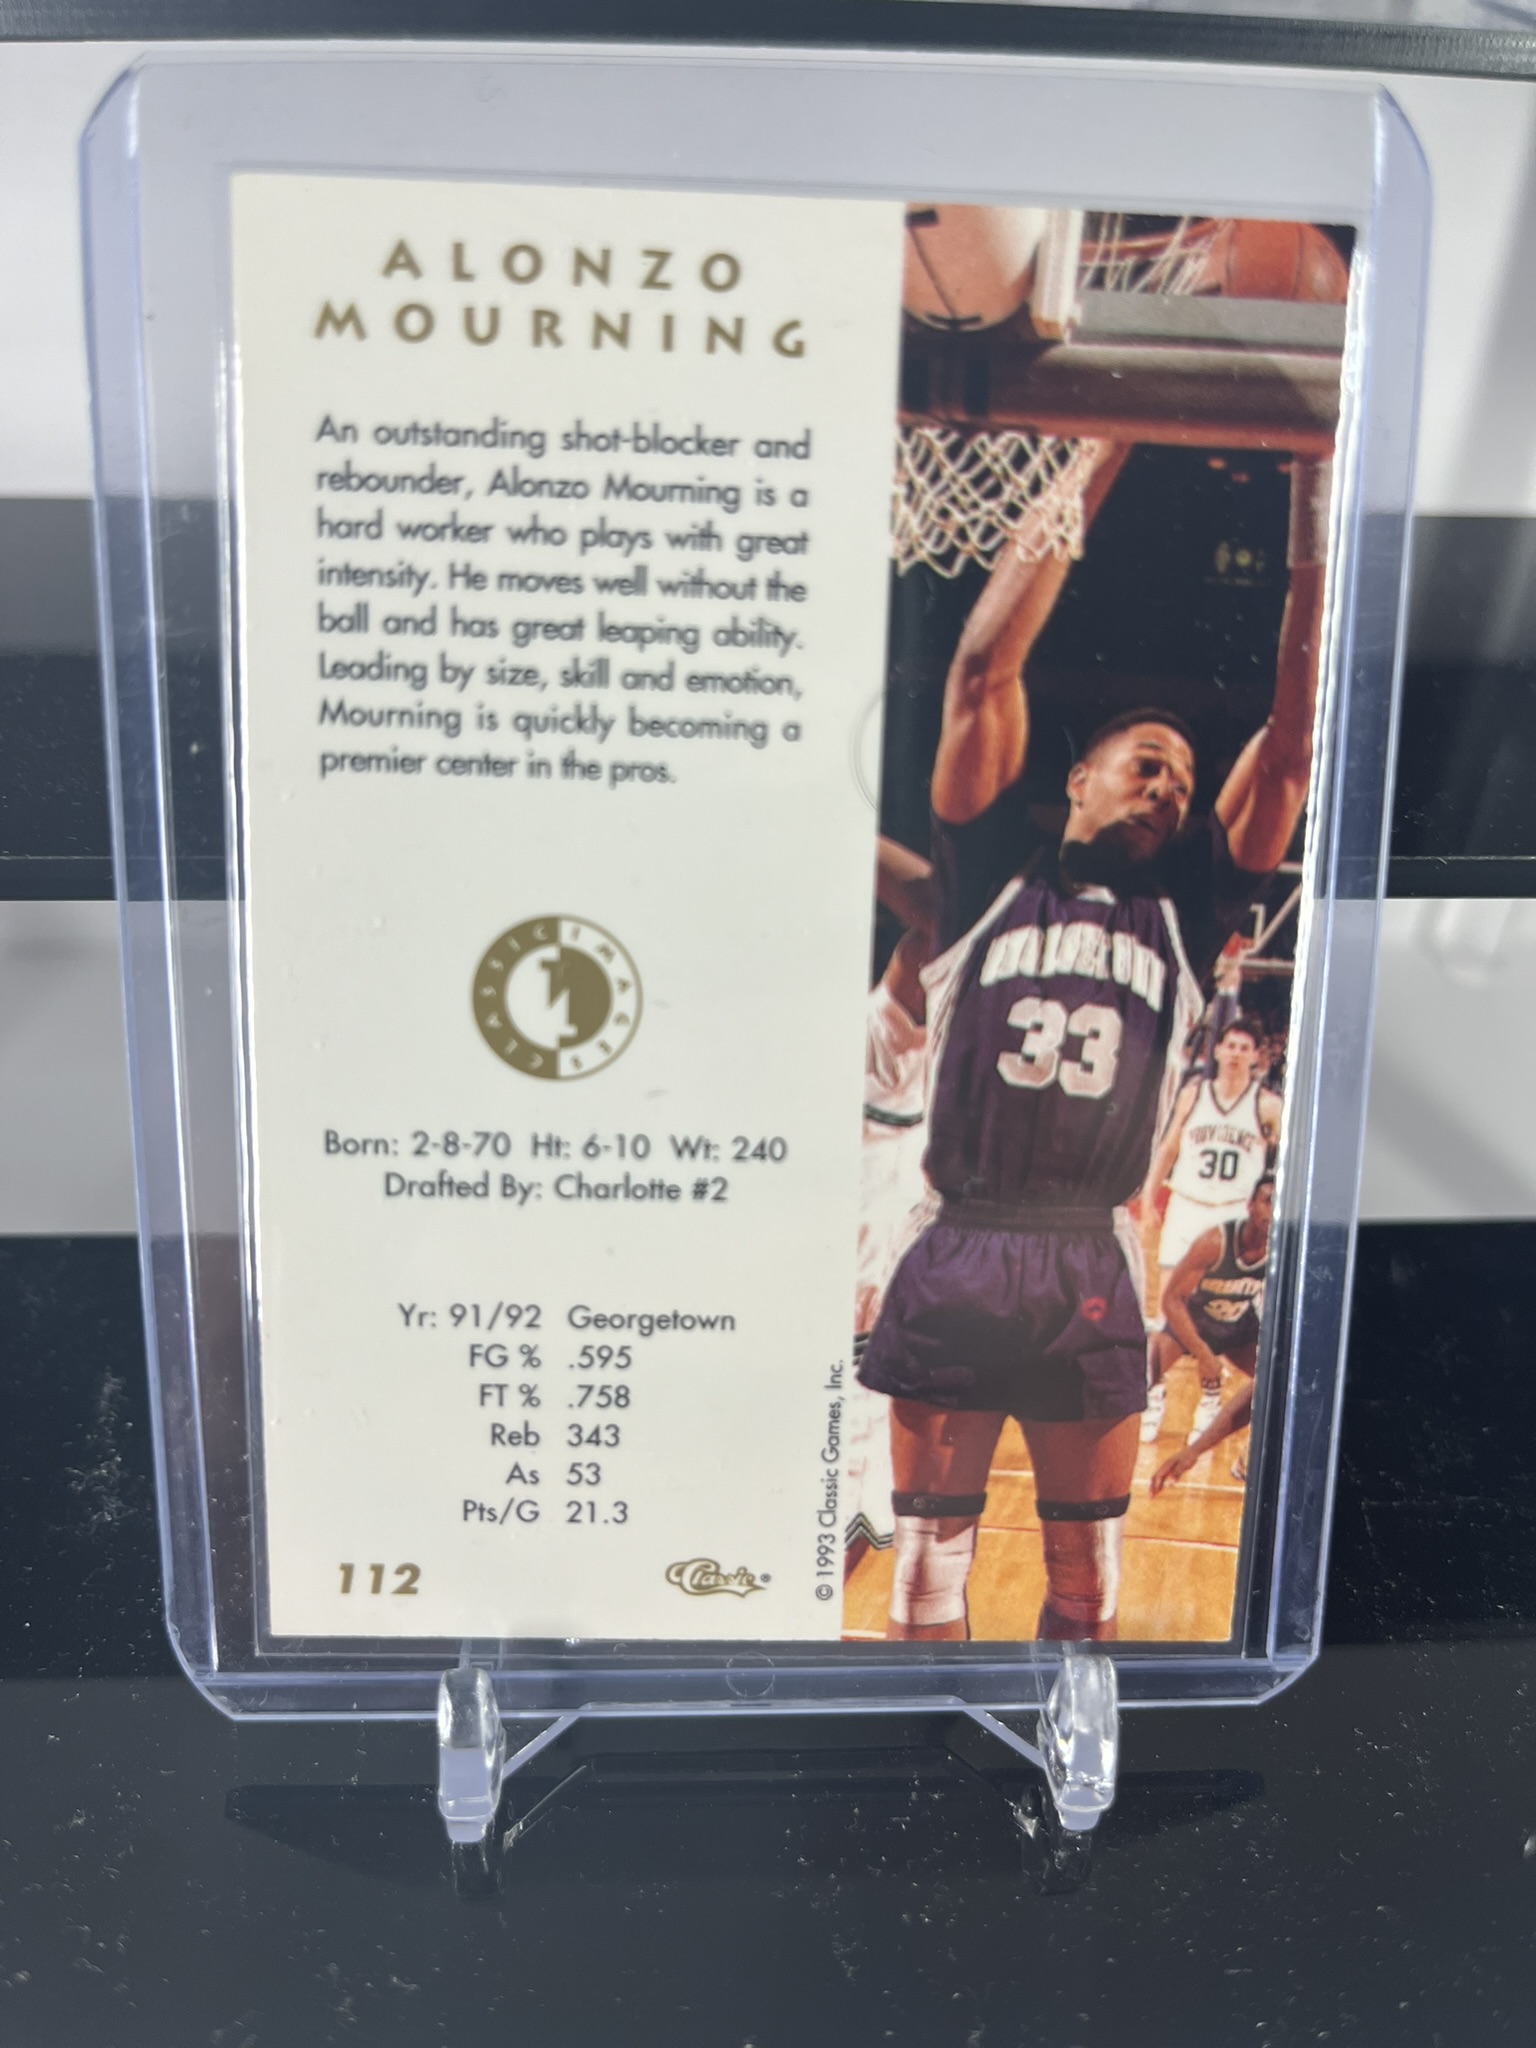 ALONZO
MOURNING
An outstanding shot-blocker and
rebounder, Alonzo Mourning is a
hard worker who plays with great
intensity. He moves well without the
ball and has great leaping ability.
Leading by size, skill and emotion,
Mourning is quickly becoming a
premier center in the pros.
CLASSIC IMAGES
Born: 2-8-70 Ht: 6-10 Wt: 240
Drafted By: Charlotte #2
Yr: 91/92 Georgetown
FG % .595
FT % .758
Reb 343
As 53
Pts/G 21.3
112
Classic®
© 1993 Classic Games, Inc.
GEORGETOWN
33
PROVIDENCE
30